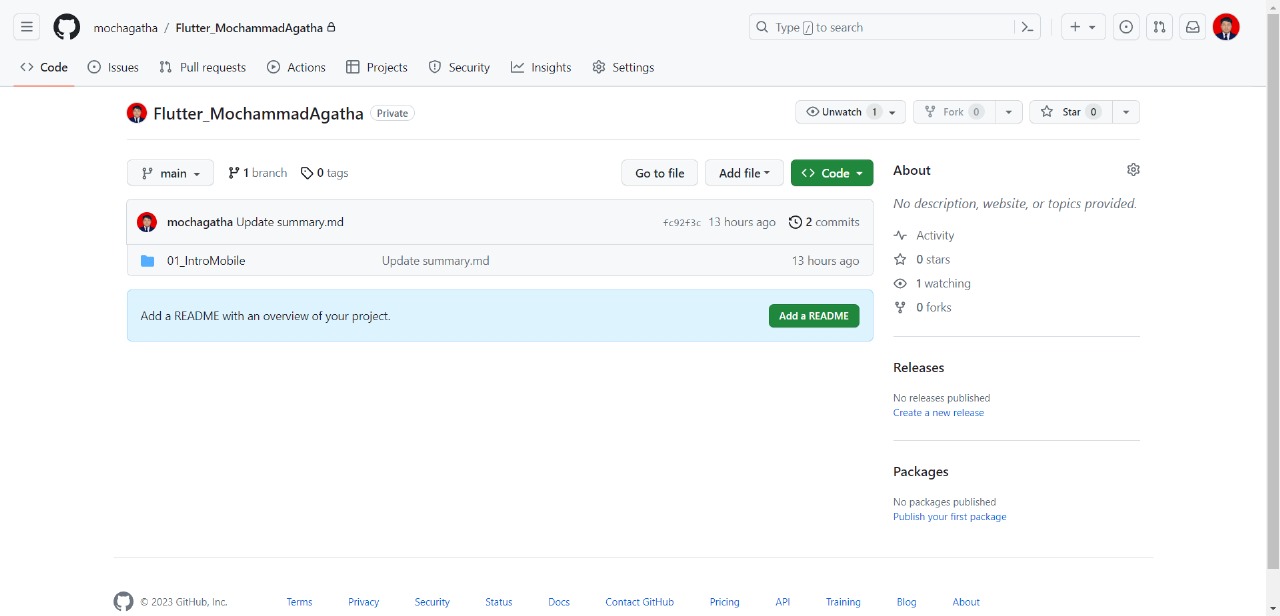 mochagatha / Flutter_MochammadAgatha
Type / to search
Code Issues Pull requests Actions Projects Security Insights Settings
Flutter_MochammadAgatha Private
Unwatch 1 Fork 0 Star 0
main 1 branch 0 tags Go to file Add file Code
mochagatha Update summary.md fc92f3c 13 hours ago 2 commits
01_IntroMobile Update summary.md 13 hours ago
Add a README with an overview of your project. Add a README
About
No description, website, or topics provided.
Activity
0 stars
1 watching
0 forks
Releases
No releases published
Create a new release
Packages
No packages published
Publish your first package
© 2023 GitHub, Inc. Terms Privacy Security Status Docs Contact GitHub Pricing API Training Blog About